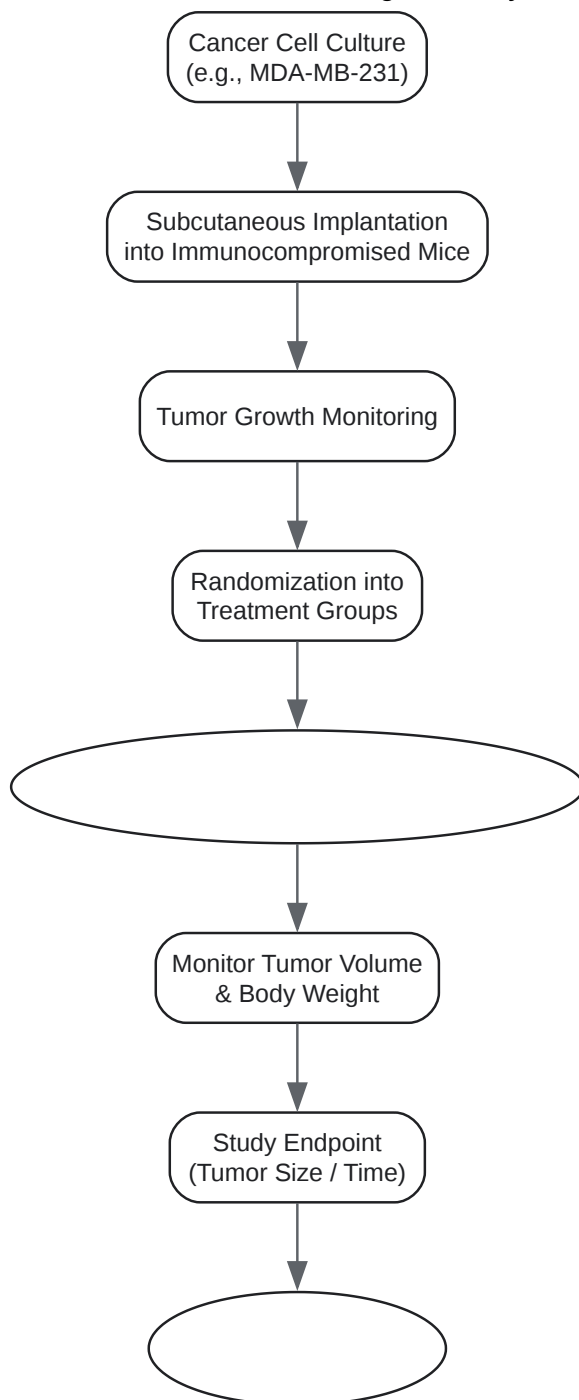 Cancer Cell Culture
(e.g., MDA-MB-231)
Subcutaneous Implantation
into Immunocompromised Mice
Tumor Growth Monitoring
Randomization into
Treatment Groups
Monitor Tumor Volume
& Body Weight
Study Endpoint
(Tumor Size / Time)